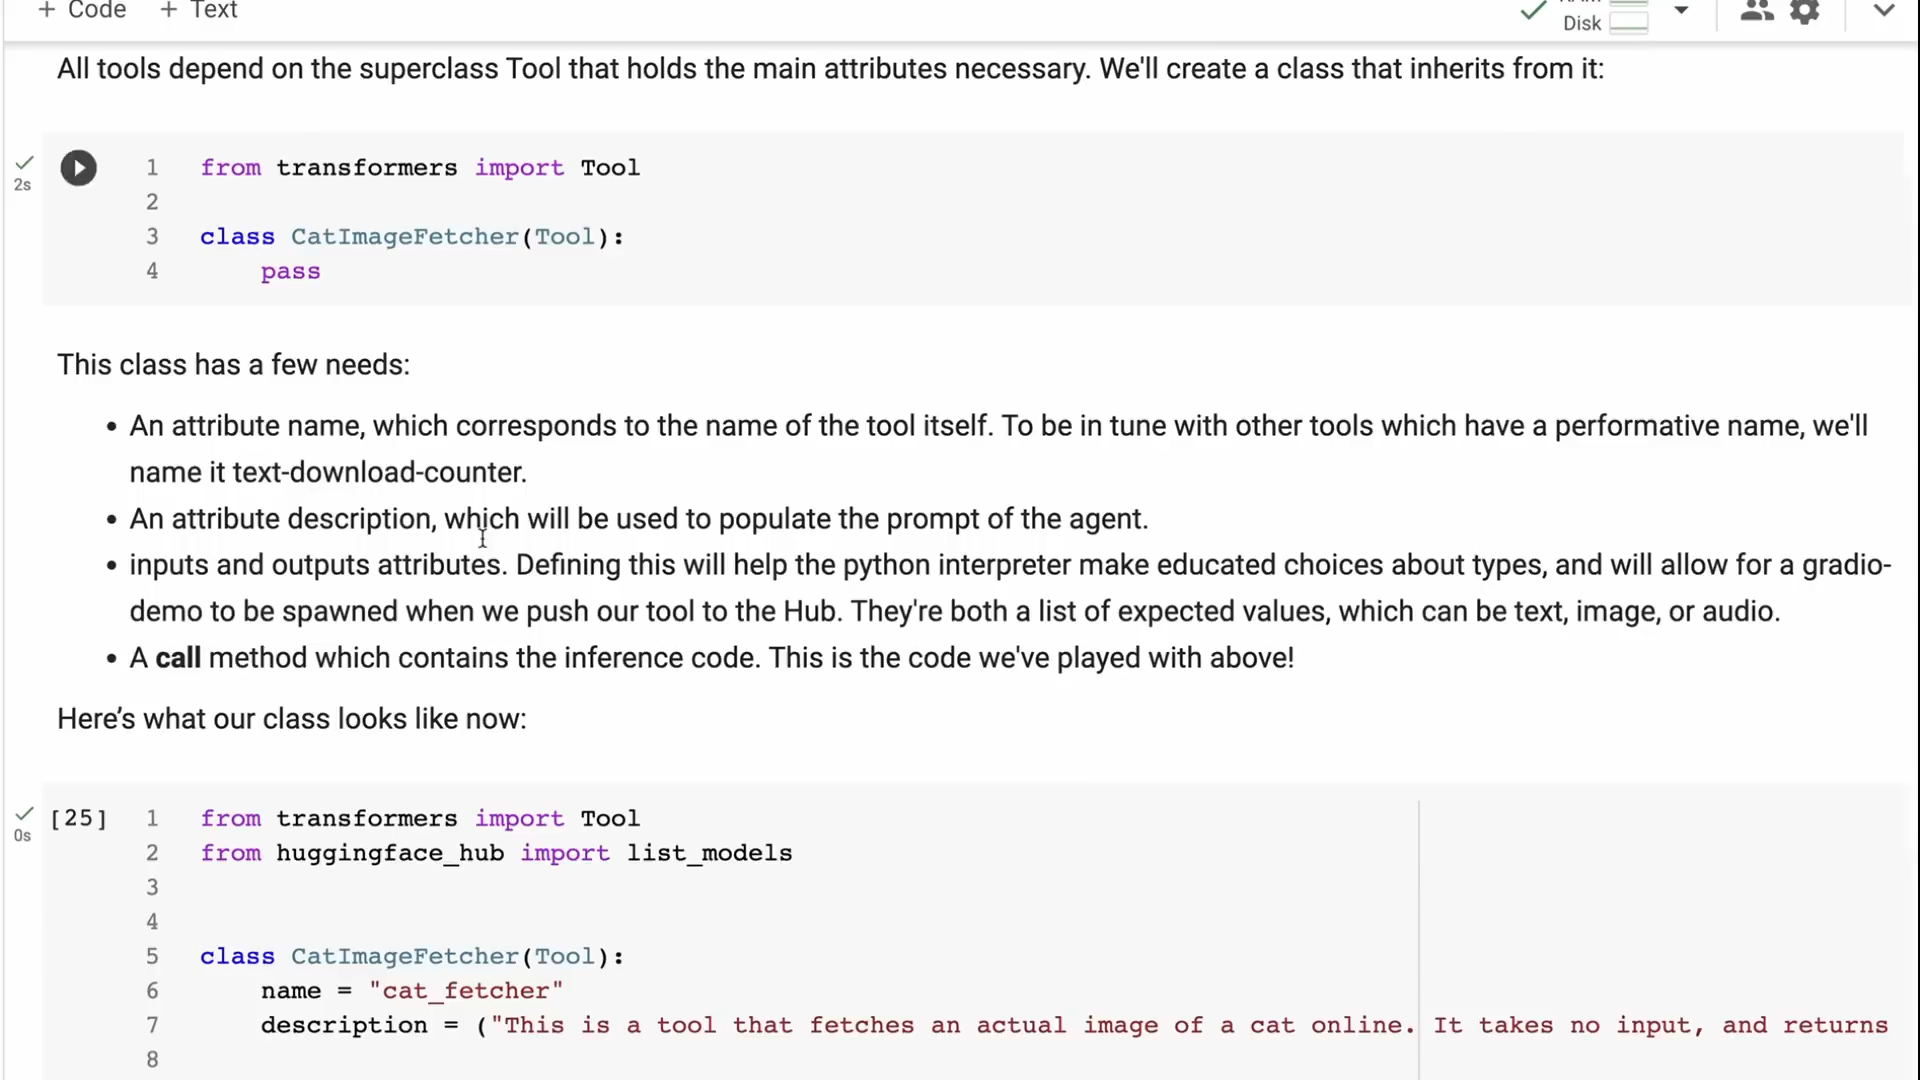 + Code + Text
Disk
All tools depend on the superclass Tool that holds the main attributes necessary. We'll create a class that inherits from it:
2s
1 from transformers import Tool
2
3 class CatImageFetcher(Tool):
4 pass
This class has a few needs:
• An attribute name, which corresponds to the name of the tool itself. To be in tune with other tools which have a performative name, we'll
name it text-download-counter.
• An attribute description, which will be used to populate the prompt of the agent.
• inputs and outputs attributes. Defining this will help the python interpreter make educated choices about types, and will allow for a gradio-
demo to be spawned when we push our tool to the Hub. They're both a list of expected values, which can be text, image, or audio.
• A call method which contains the inference code. This is the code we've played with above!
Here’s what our class looks like now:
0s
[25] 1 from transformers import Tool
2 from huggingface_hub import list_models
3
4
5 class CatImageFetcher(Tool):
6 name = "cat_fetcher"
7 description = ("This is a tool that fetches an actual image of a cat online. It takes no input, and returns
8